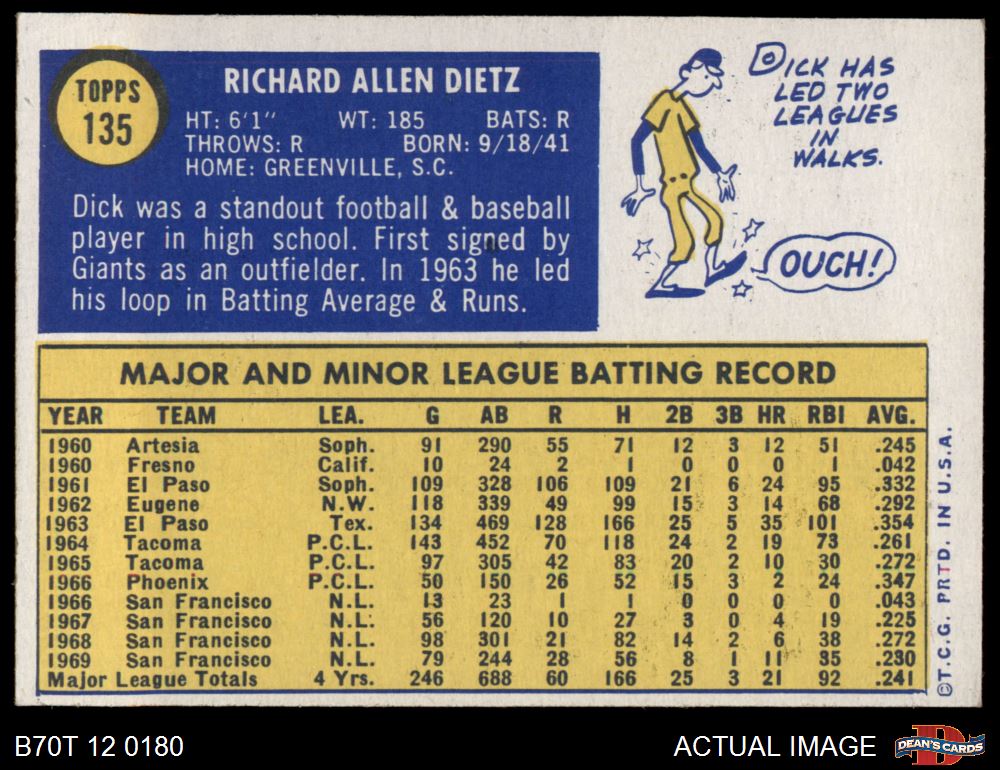 TOPPS
135
RICHARD ALLEN DIETZ
HT: 6'1" WT: 185 BATS: R
THROWS: R BORN: 9/18/41
HOME: GREENVILLE, S.C.
Dick was a standout football & baseball
player in high school. First signed by
Giants as an outfielder. In 1963 he led
his loop in Batting Average & Runs.
DICK HAS
LED TWO
LEAGUES
IN
WALKS.
OUCH!
MAJOR AND MINOR LEAGUE BATTING RECORD
YEAR TEAM LEA. G AB R H 2B 3B HR RBI AVG.
1960 Artesia Soph. 91 290 55 71 12 3 12 51 .245
1960 Fresno Calif. 10 24 2 1 0 0 0 1 .042
1961 El Paso Soph. 109 328 106 109 21 6 24 95 .332
1962 Eugene N.W. 118 339 49 99 15 3 14 68 .292
1963 El Paso Tex. 134 469 128 166 25 5 35 101 .354
1964 Tacoma P.C.L. 143 452 70 118 24 2 19 73 .261
1965 Tacoma P.C.L. 97 305 42 83 20 2 10 30 .272
1966 Phoenix P.C.L. 50 150 26 52 15 3 2 24 .347
1966 San Francisco N.L. 13 23 1 1 0 0 0 0 .043
1967 San Francisco N.L. 56 120 10 27 3 0 4 19 .225
1968 San Francisco N.L. 98 301 21 82 14 2 6 38 .272
1969 San Francisco N.L. 79 244 28 56 8 1 11 35 .230
Major League Totals 4 Yrs. 246 688 60 166 25 3 21 92 .241
©T.C.G. PRTD. IN U.S.A.
B70T 12 0180
ACTUAL IMAGE
D
DEAN'S CARDS